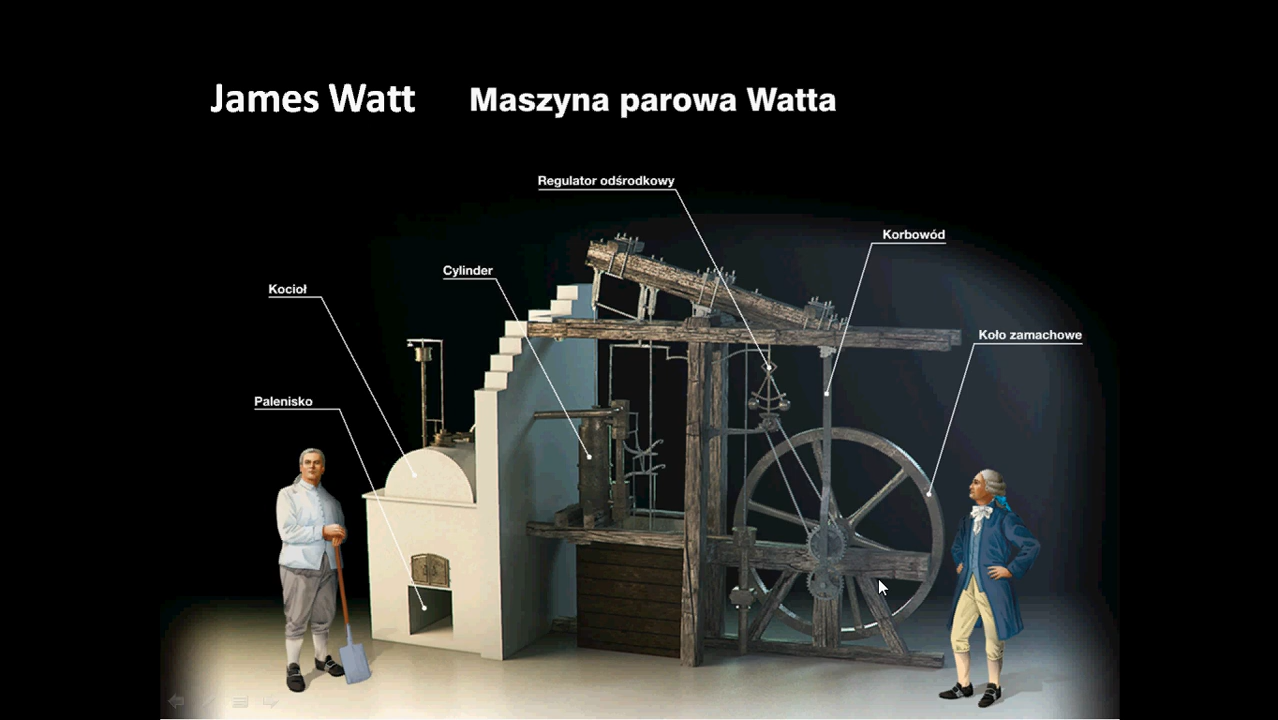 James Watt
Maszyna parowa Watta
Regulator odśrodkowy
Korbowód
Cylinder
Kocioł
Koło zamachowe
Palenisko